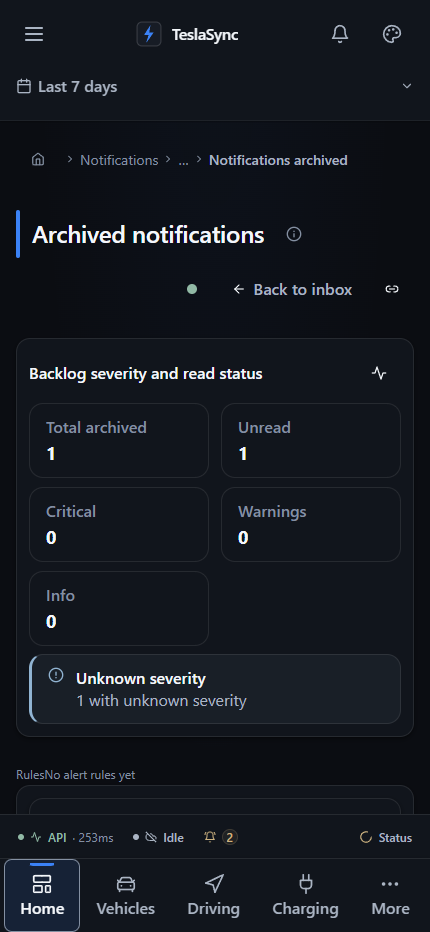 TeslaSync
Last 7 days
Notifications > ... > Notifications archived
Archived notifications
Back to inbox
Backlog severity and read status
Total archived
1
Unread
1
Critical
0
Warnings
0
Info
0
Unknown severity
1 with unknown severity
RulesNo alert rules yet
API · 253ms Idle 2 Status
Home Vehicles Driving Charging More